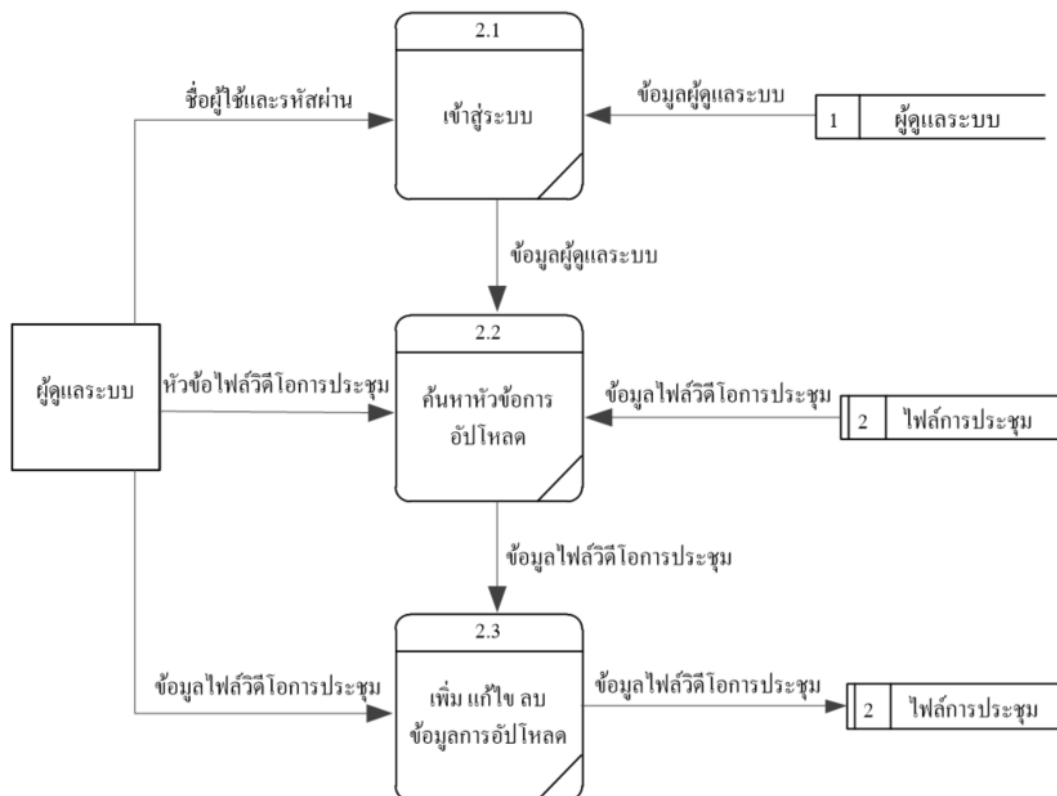 2.1
ชื่อผู้ใช้และรหัสผ่าน
เข้าสู่ระบบ
ข้อมูลผู้ดูแลระบบ
1 ผู้ดูแลระบบ
ข้อมูลผู้ดูแลระบบ
2.2
ผู้ดูแลระบบ
หัวข้อไฟล์วิดีโอการประชุม
ค้นหาหัวข้อการ
อัปโหลด
ข้อมูลไฟล์วิดีโอการประชุม
2 ไฟล์การประชุม
ข้อมูลไฟล์วิดีโอการประชุม
2.3
ข้อมูลไฟล์วิดีโอการประชุม
เพิ่ม แก้ไข ลบ
ข้อมูลการอัปโหลด
ข้อมูลไฟล์วิดีโอการประชุม
2 ไฟล์การประชุม